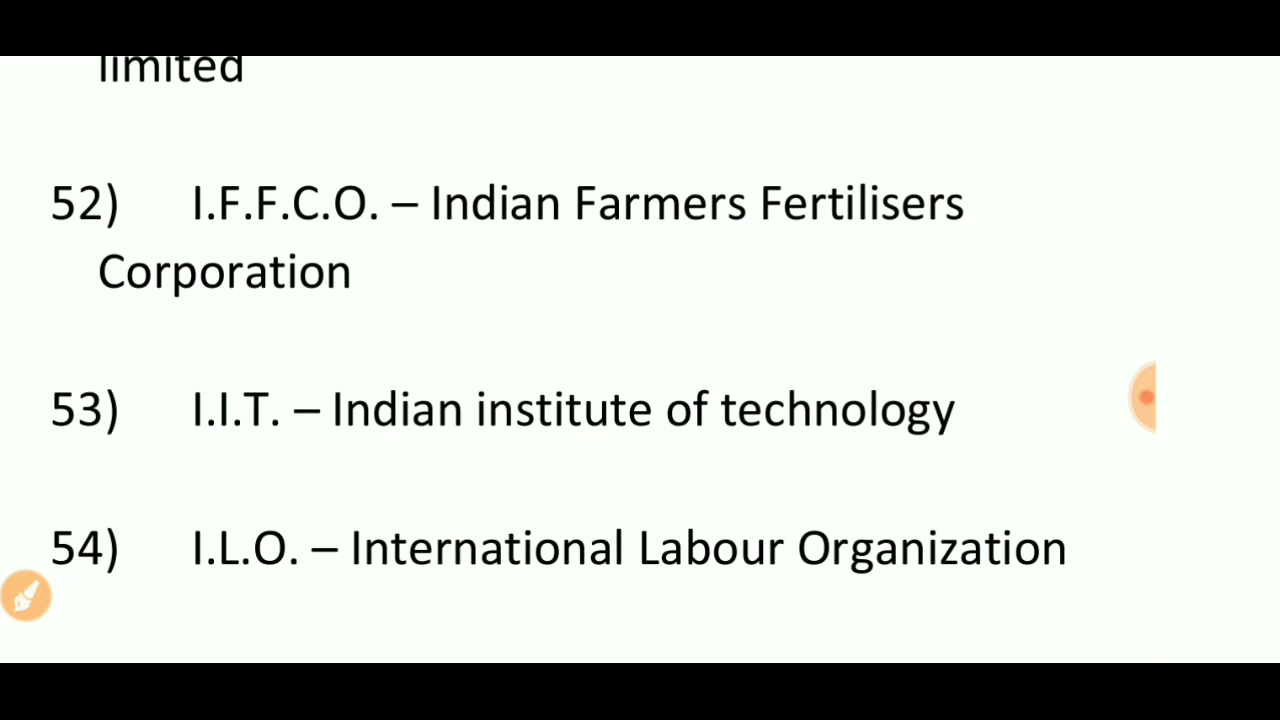 limited
52) I.F.F.C.O. – Indian Farmers Fertilisers
Corporation
53) I.I.T. – Indian institute of technology
54) I.L.O. – International Labour Organization